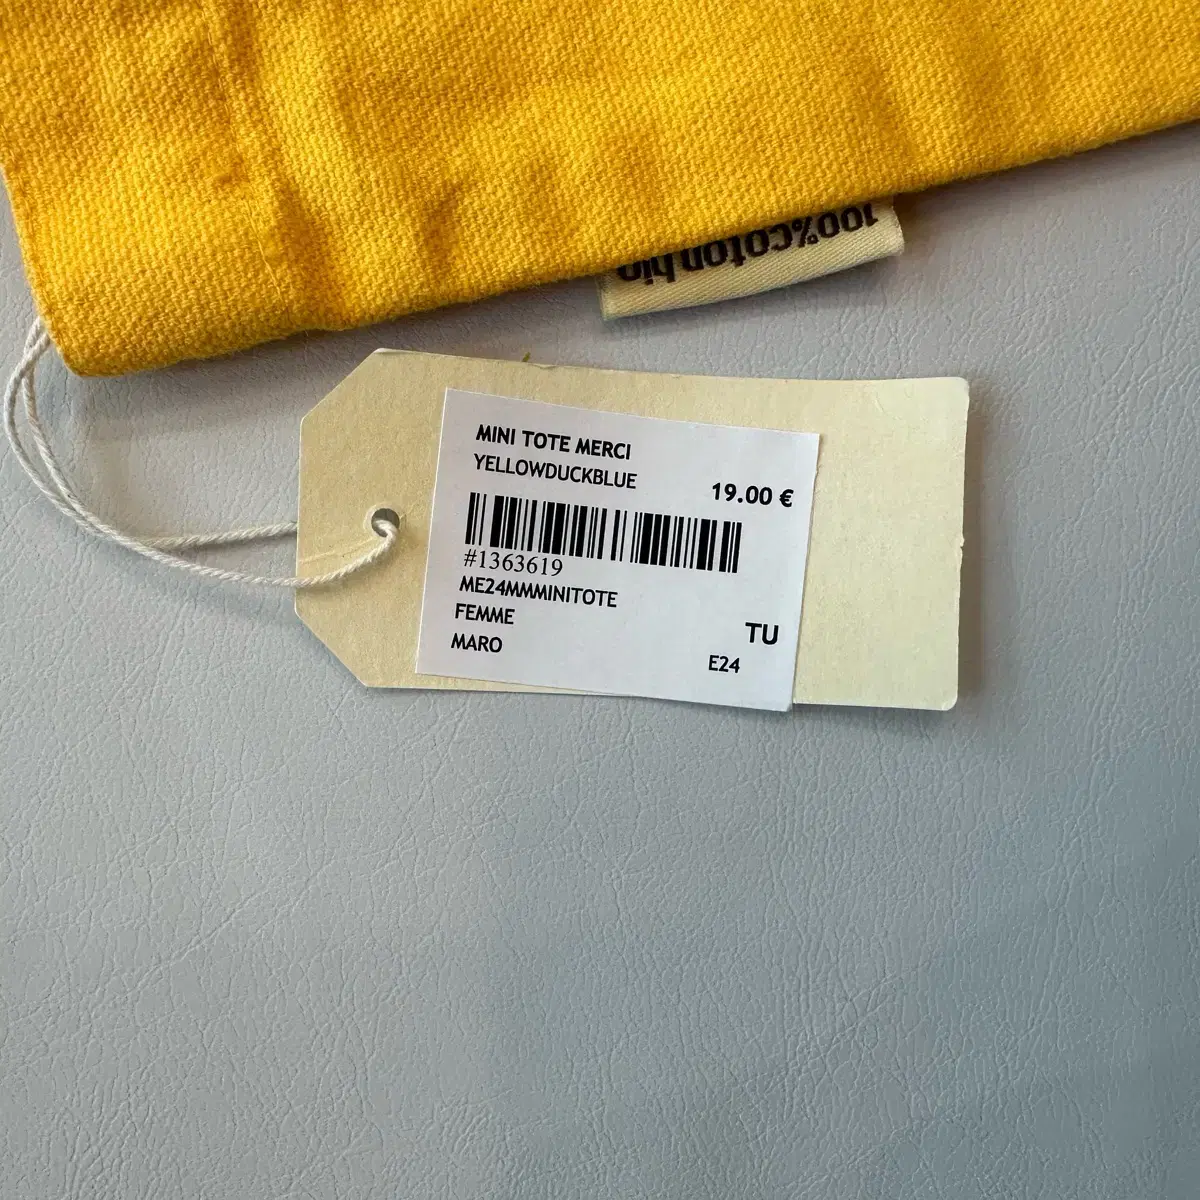 100%coton bio
MINI TOTE MERCI
YELLOWDUCKBLUE
19.00 €
#1363619
ME24MMMINITOTE
FEMME
TU
MARO
E24